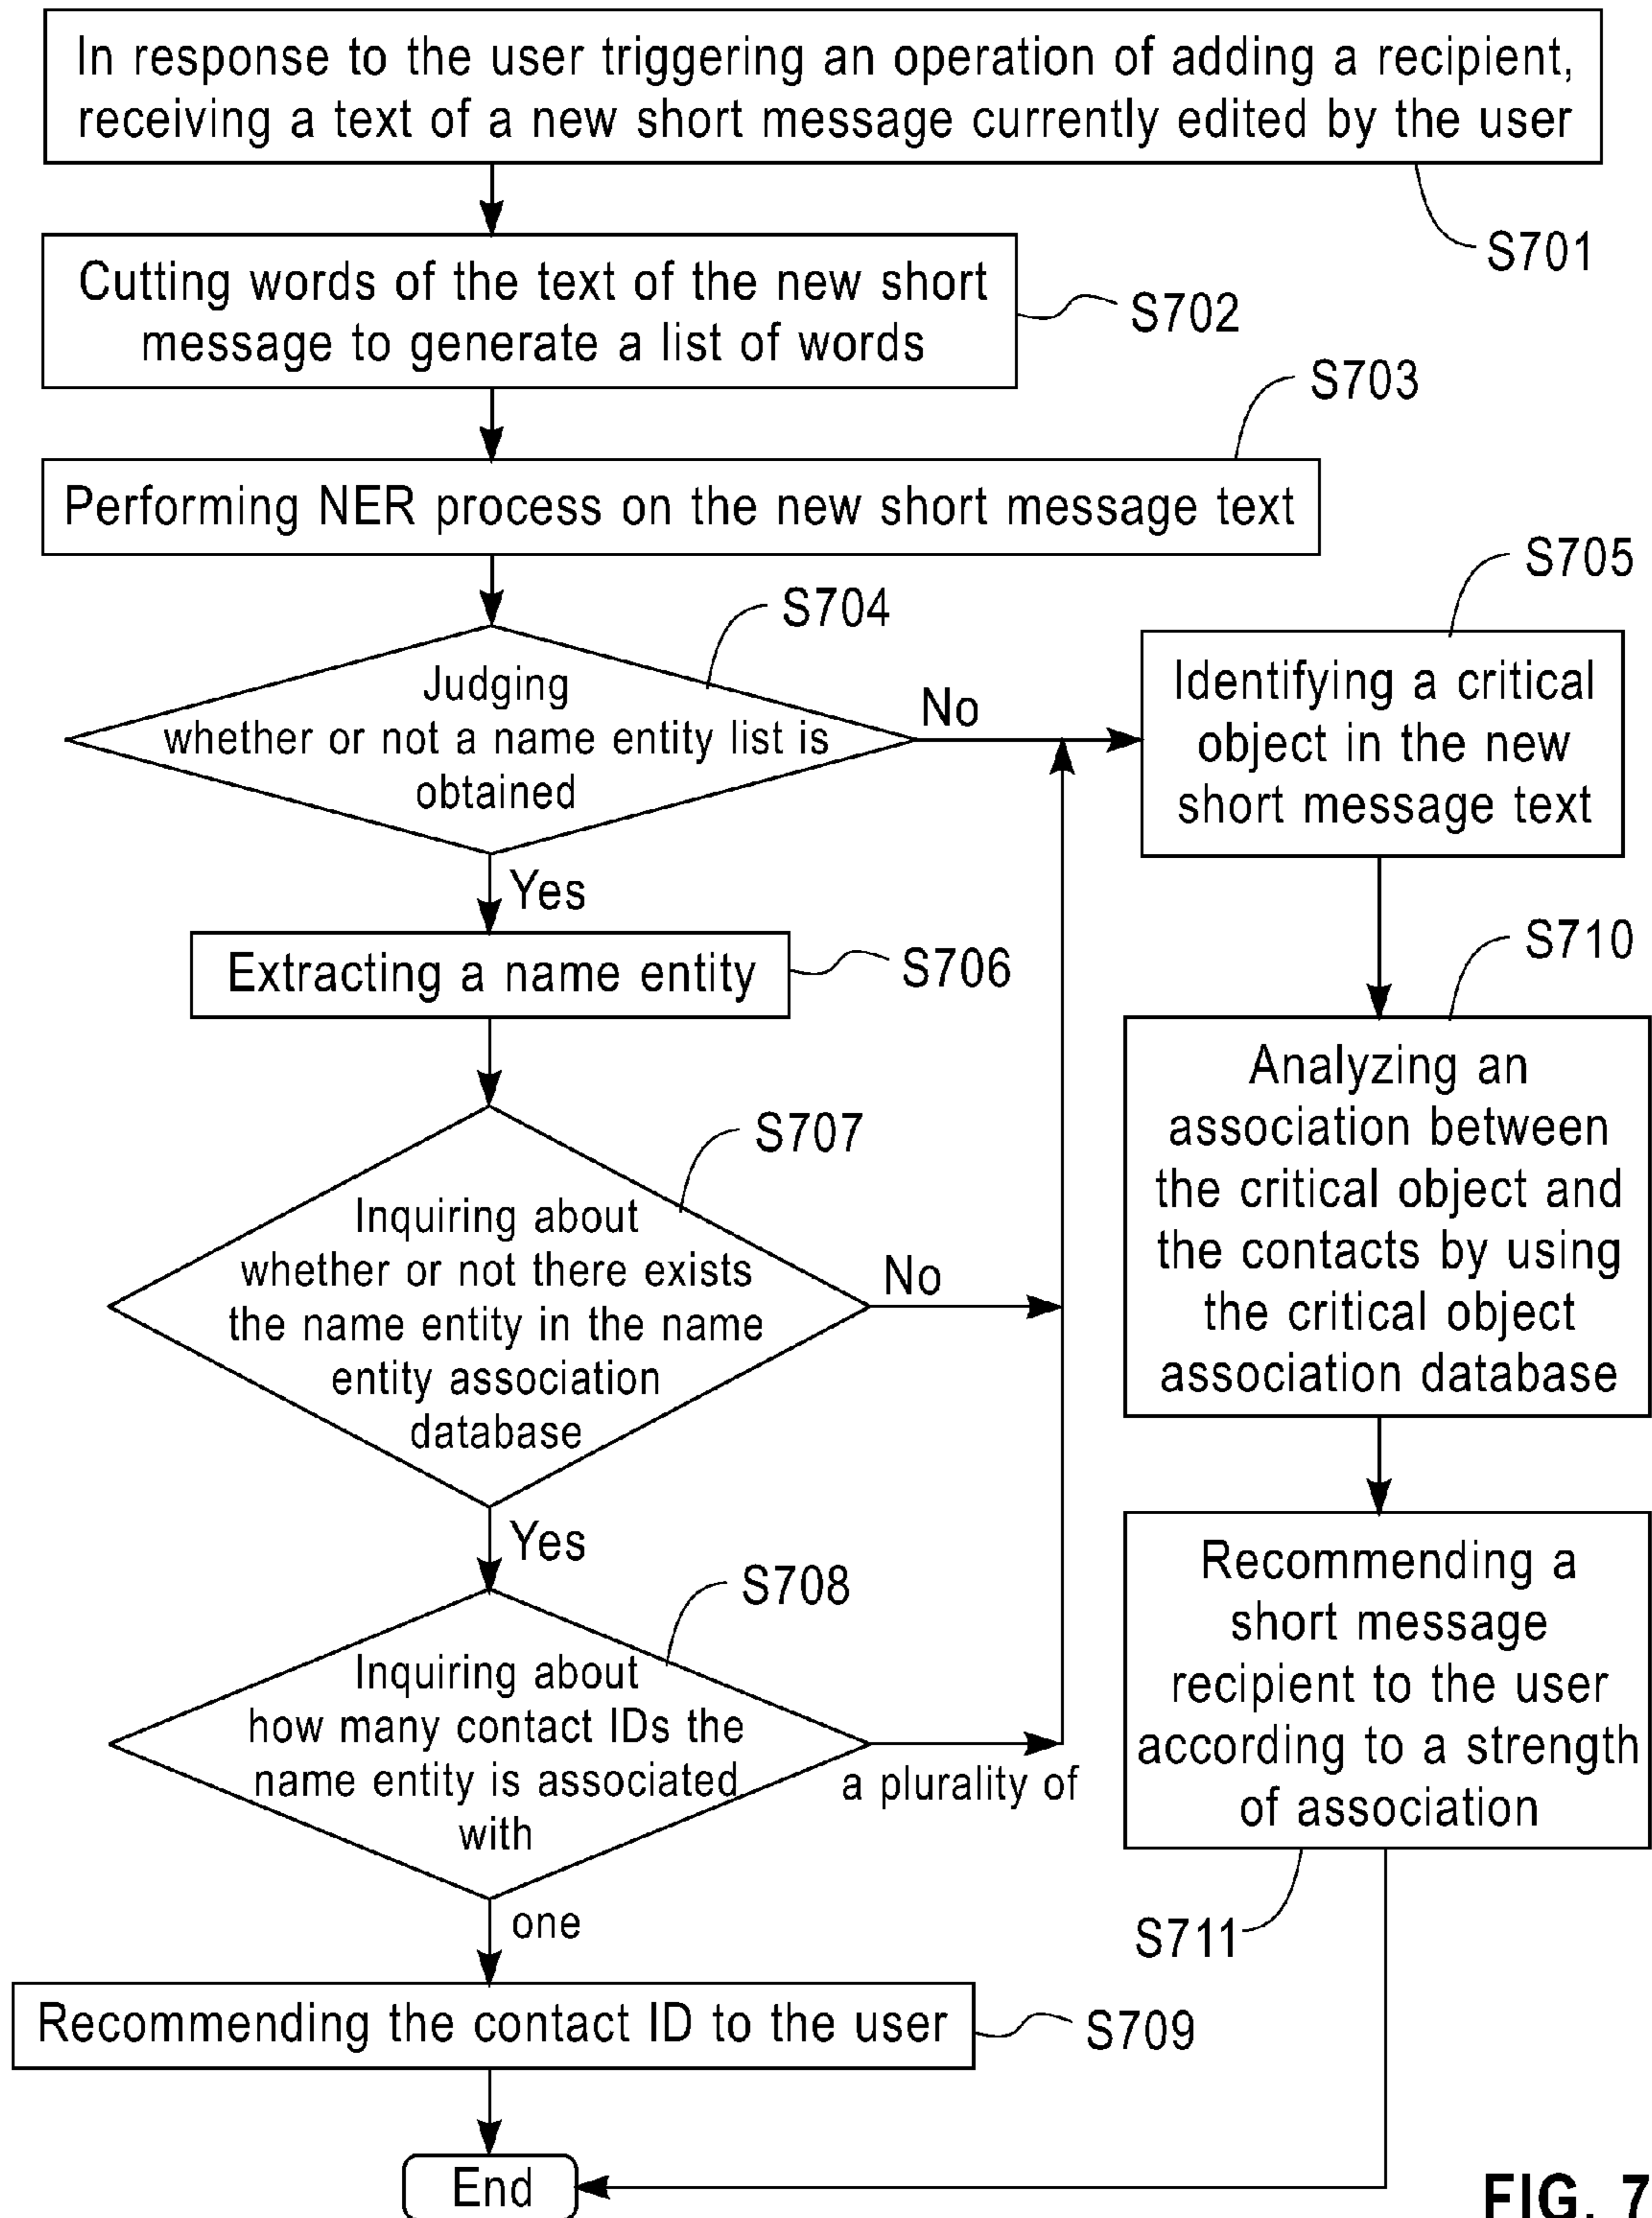 In response to the user triggering an operation of adding a recipient,
receiving a text of a new short message currently edited by the user
S701
Cutting words of the text of the new short
message to generate a list of words
S702
S703
Performing NER process on the new short message text
S704
Judging
whether or not a name entity list is
obtained
No
Yes
S705
Identifying a critical
object in the new
short message text
Extracting a name entity
S706
S707
Inquiring about
whether or not there exists
the name entity in the name
entity association
database
No
Yes
S710
Analyzing an
association between
the critical object and
the contacts by using
the critical object
association database
S708
Inquiring about
how many contact IDs the
name entity is associated
with
a plurality of
one
Recommending a
short message
recipient to the user
according to a strength
of association
S711
Recommending the contact ID to the user
S709
End
FIG. 7